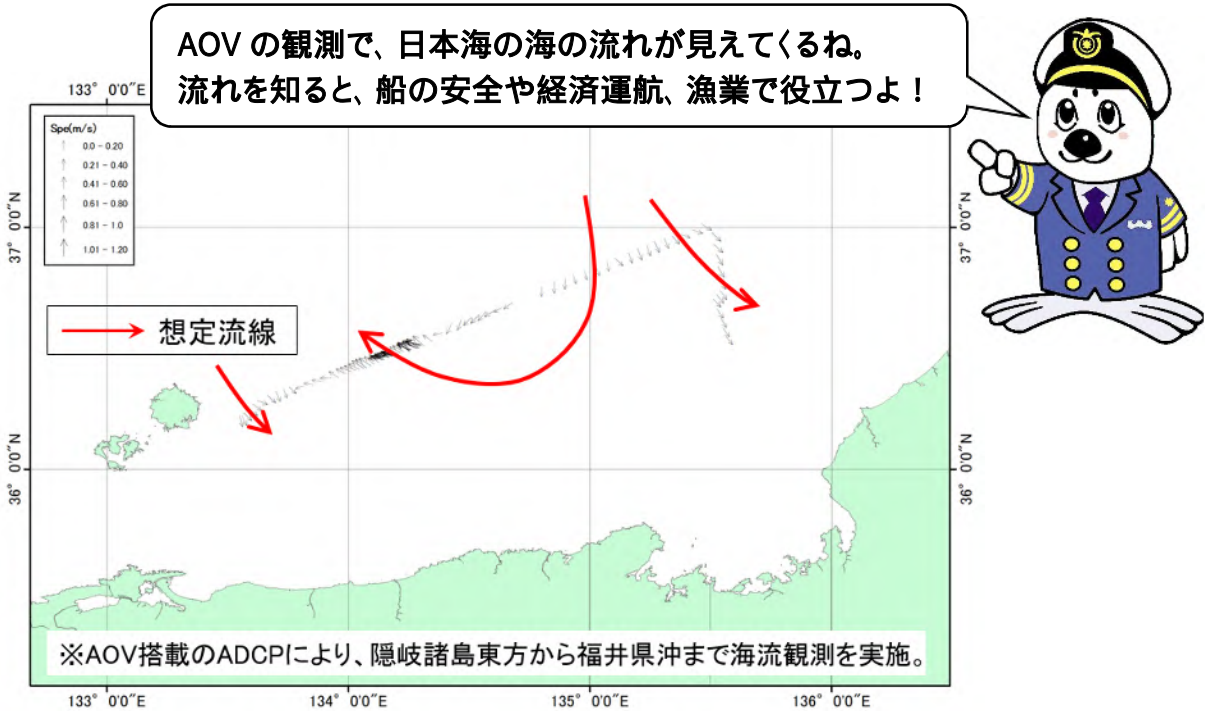 AOV の観測で、日本海の海の流れが見えてくるね。
流れを知ると、船の安全や経済運航、漁業で役立つよ！
133° 0'0"E
Spe(m/s)
0.0 - 0.20
0.21 - 0.40
0.41 - 0.60
0.61 - 0.80
0.81 - 1.0
1.01 - 1.20
37° 0'0"N
37° 0'0"N
想定流線
36° 0'0"N
36° 0'0"N
※AOV搭載のADCPにより、隠岐諸島東方から福井県沖まで海流観測を実施。
133° 0'0"E
134° 0'0"E
135° 0'0"E
136° 0'0"E